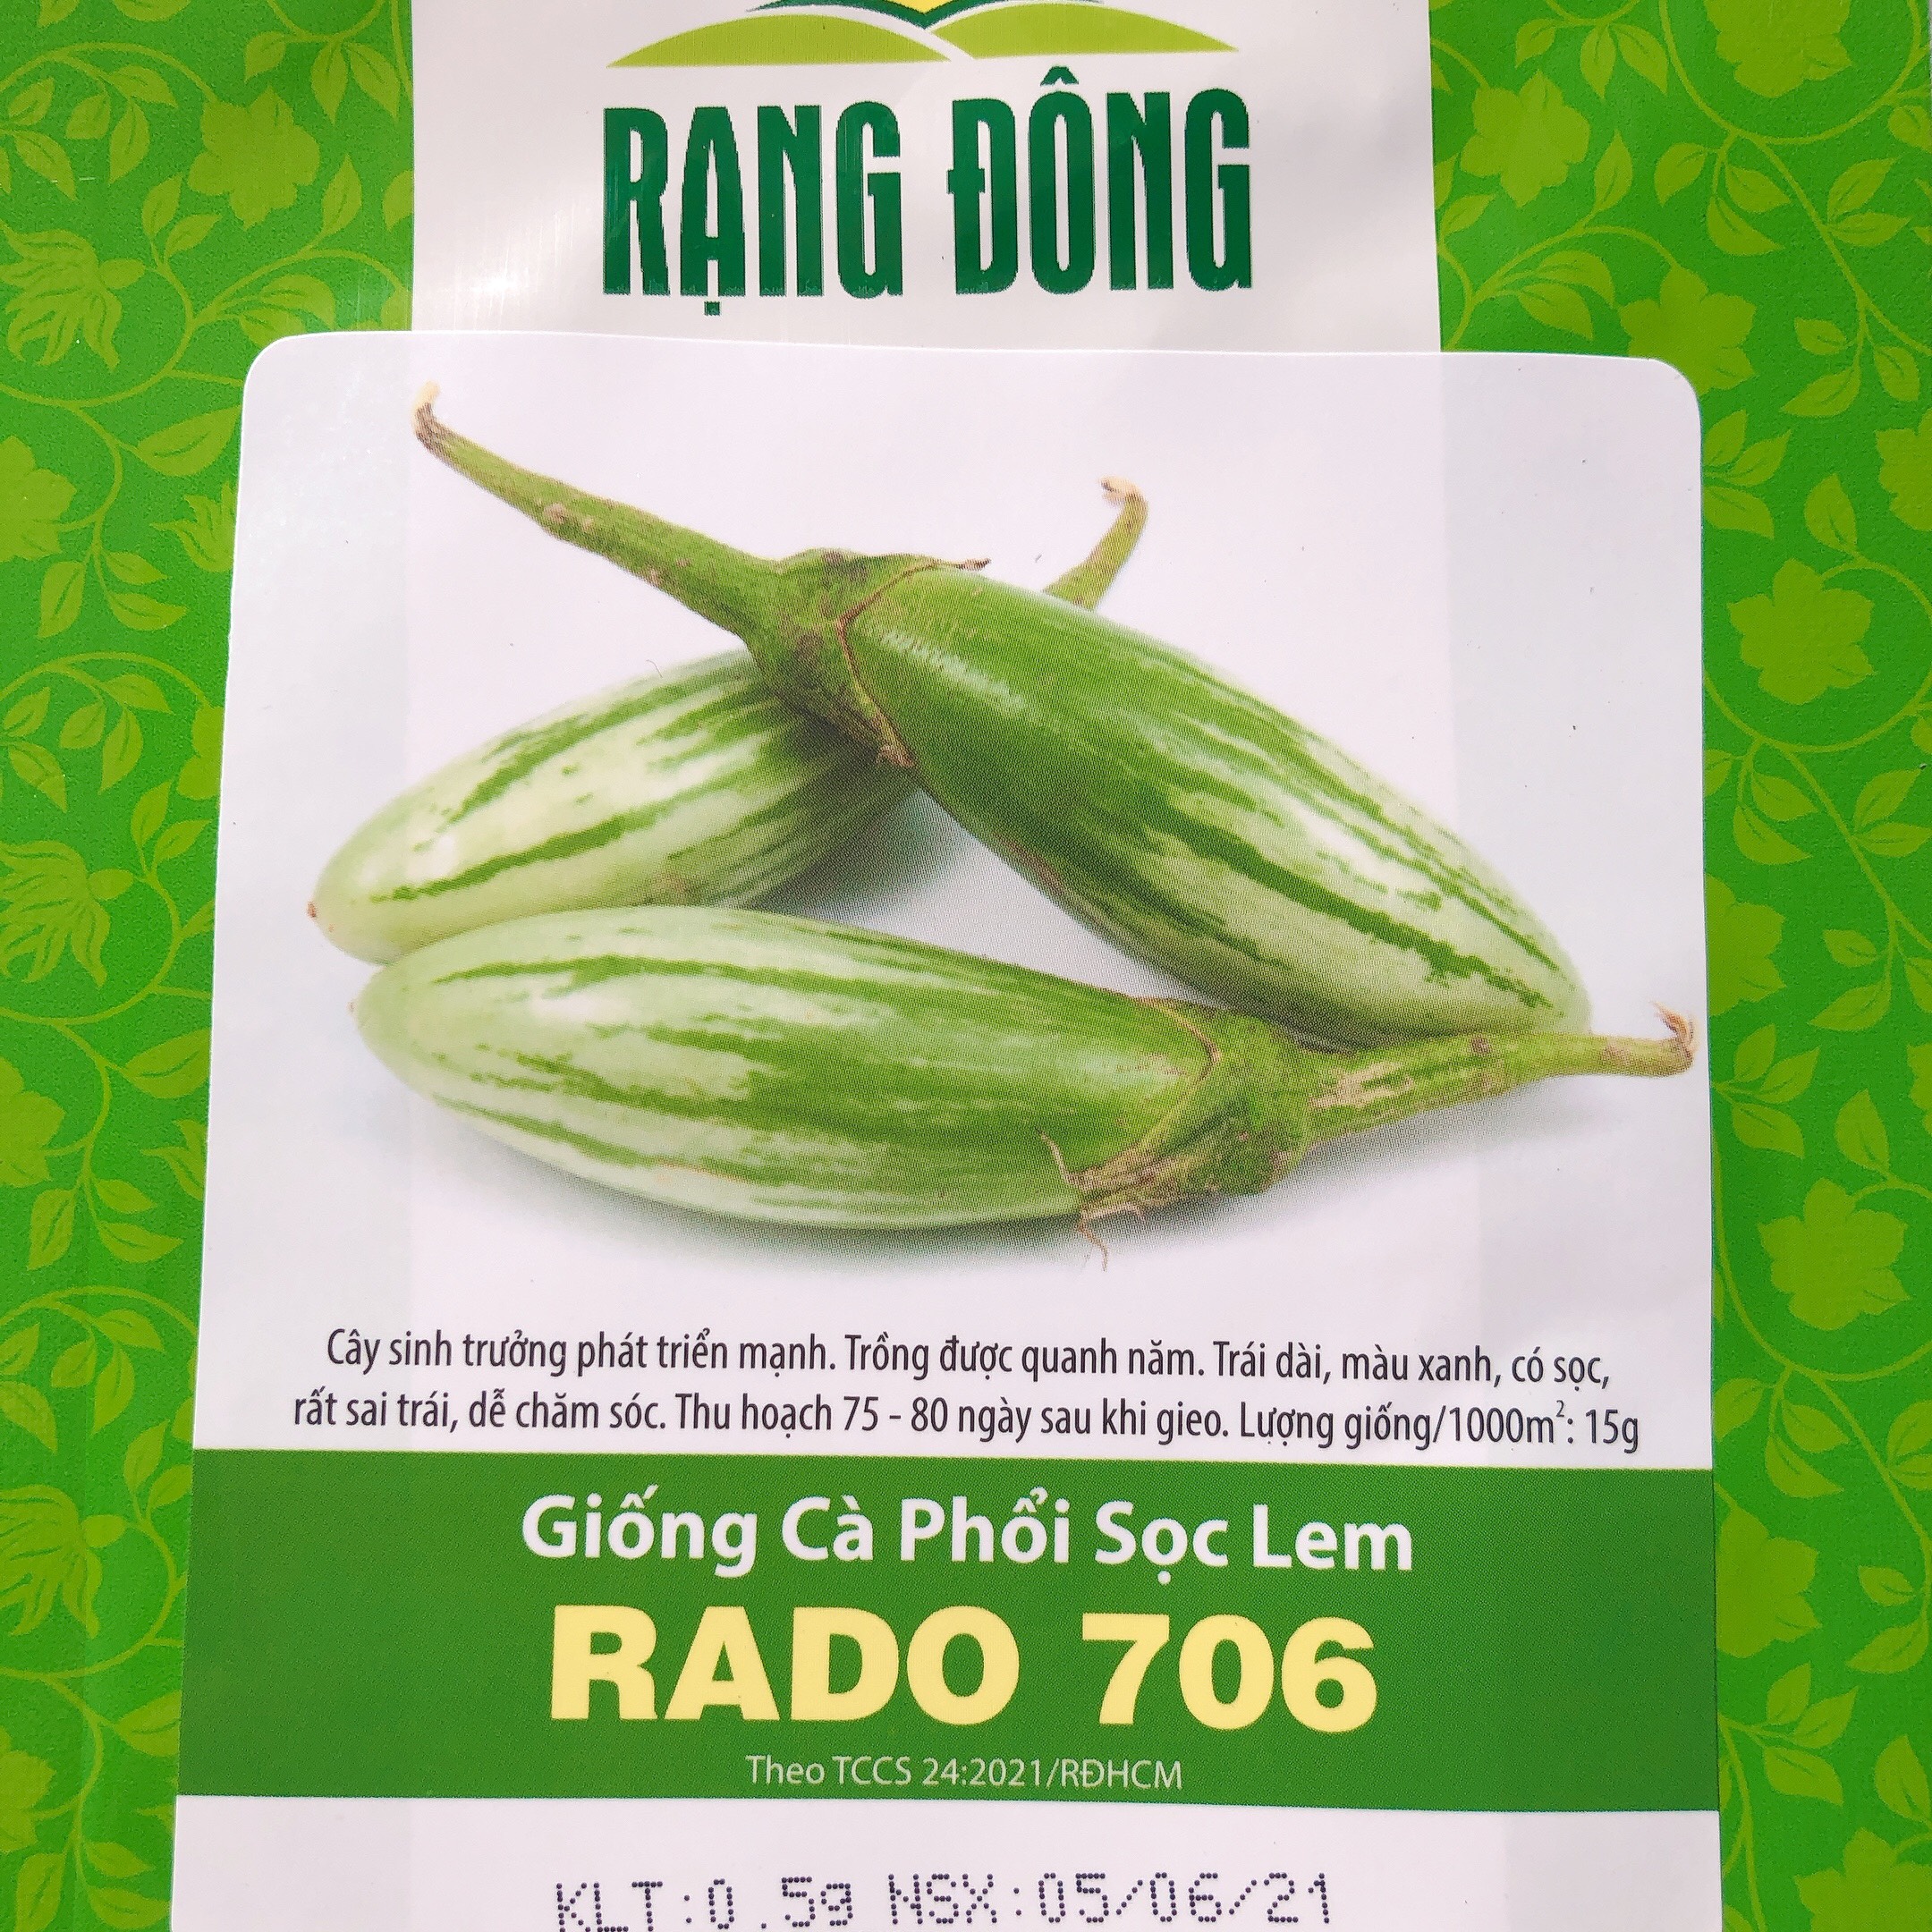 RẠNG ĐÔNG
Cây sinh trưởng phát triển mạnh. Trồng được quanh năm. Trái dài, màu xanh, có sọc,
rất sai trái, dễ chăm sóc. Thu hoạch 75 - 80 ngày sau khi gieo. Lượng giống/1000m²: 15g
Giống Cà Phổi Sọc Lem
RADO 706
Theo TCCS 24:2021/RĐHCM
KLT:0.5g NSX:05/06/21